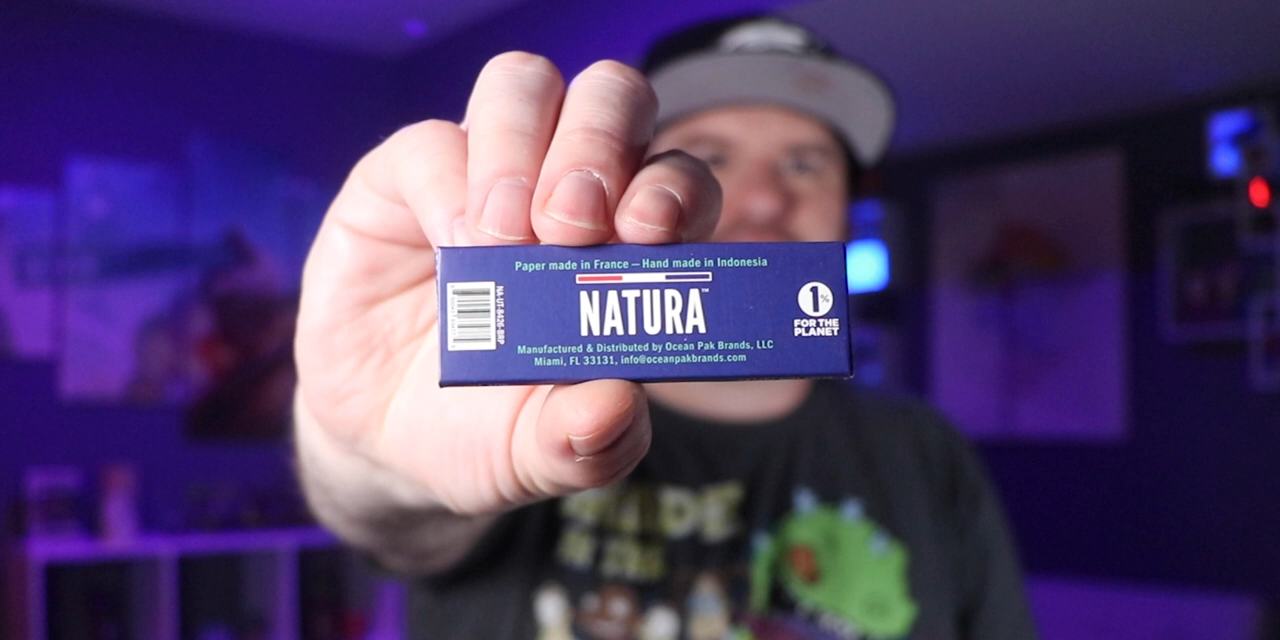 Paper made in France — Hand made in Indonesia
NATURA™
Manufactured & Distributed by Ocean Pak Brands, LLC
Miami, FL 33131, info@oceanpakbrands.com
1%
FOR THE
PLANET